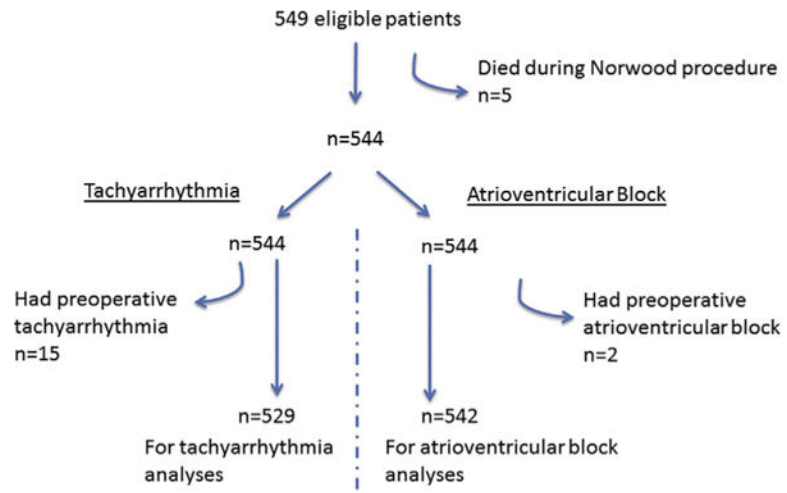 549 eligible patients
Died during Norwood procedure
n=5
n=544
Tachyarrhythmia
Atrioventricular Block
n=544
n=544
Had preoperative
tachyarrhythmia
n=15
Had preoperative
atrioventricular block
n=2
n=529
For tachyarrhythmia
analyses
n=542
For atrioventricular block
analyses